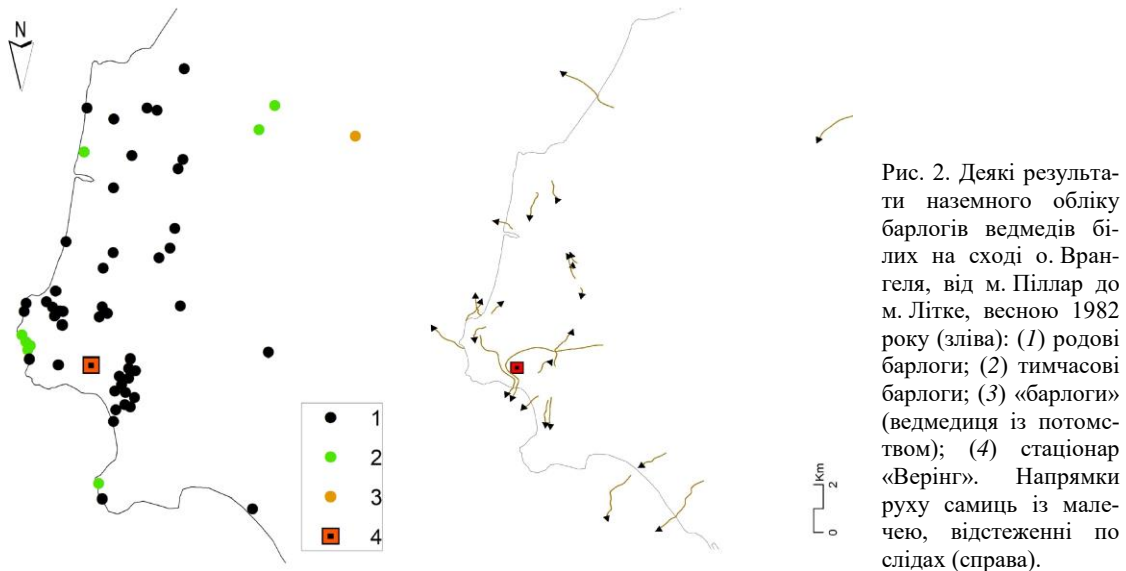 N
1
2
3
4
Km
2
0
Рис. 2. Деякі результа-
ти наземного обліку
барлогів ведмедів бі-
лих на сході о. Вран-
геля, від м. Піллар до
м. Літке, весною 1982
року (зліва): (1) родові
барлоги; (2) тимчасові
барлоги; (3) «барлоги»
(ведмедиця із потомс-
твом); (4) стаціонар
«Верінг». Напрямки
руху самиць із мале-
чею, відстеженні по
слідах (справа).